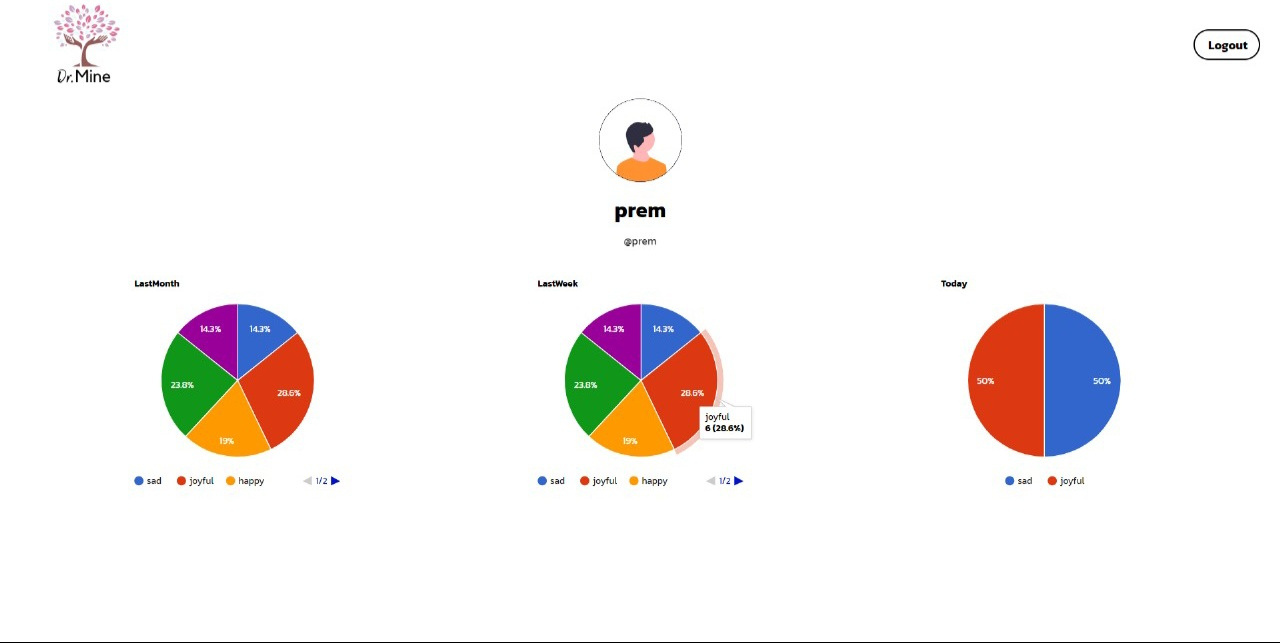 Dr.Mine
Logout
prem
@prem
LastMonth
14.3%
14.3%
23.8%
28.6%
19%
sad joyful happy 1/2
LastWeek
14.3%
14.3%
23.8%
28.6%
joyful
6 (28.6%)
19%
sad joyful happy 1/2
Today
50%
50%
sad joyful